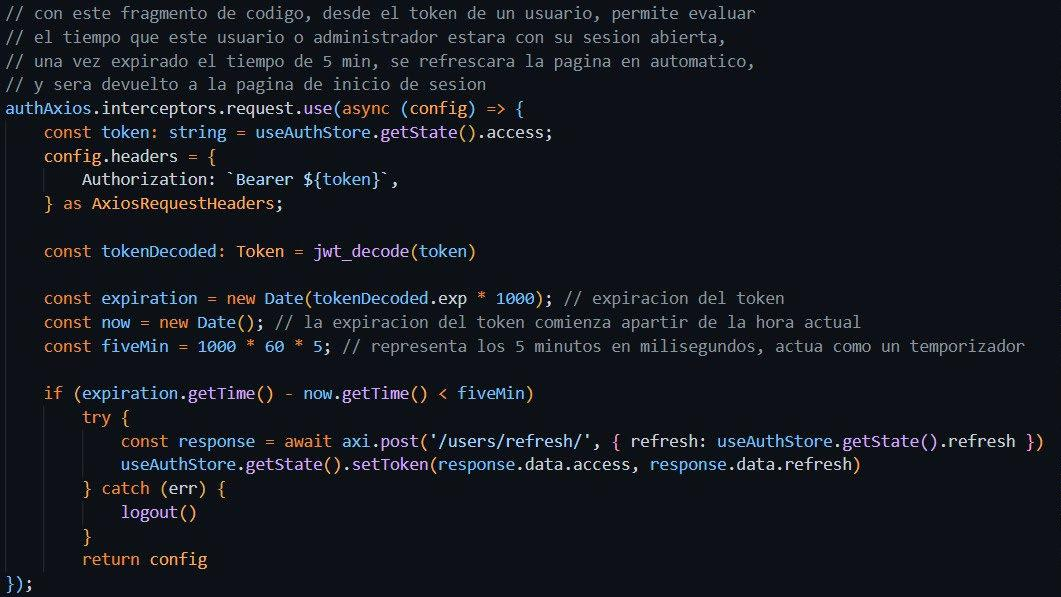 // con este fragmento de codigo, desde el token de un usuario, permite evaluar
// el tiempo que este usuario o administrador estara con su sesion abierta,
// una vez expirado el tiempo de 5 min, se refrescara la pagina en automatico,
// y sera devuelto a la pagina de inicio de sesion
authAxios.interceptors.request.use(async (config) => {
    const token: string = useAuthStore.getState().access;
    config.headers = {
        Authorization: `Bearer ${token}`,
    } as AxiosRequestHeaders;

    const tokenDecoded: Token = jwt_decode(token)

    const expiration = new Date(tokenDecoded.exp * 1000); // expiracion del token
    const now = new Date(); // la expiracion del token comienza apartir de la hora actual
    const fiveMin = 1000 * 60 * 5; // representa los 5 minutos en milisegundos, actua como un temporizador

    if (expiration.getTime() - now.getTime() < fiveMin)
        try {
            const response = await axi.post('/users/refresh/', { refresh: useAuthStore.getState().refresh })
            useAuthStore.getState().setToken(response.data.access, response.data.refresh)
        } catch (err) {
            logout()
        }
        return config
});